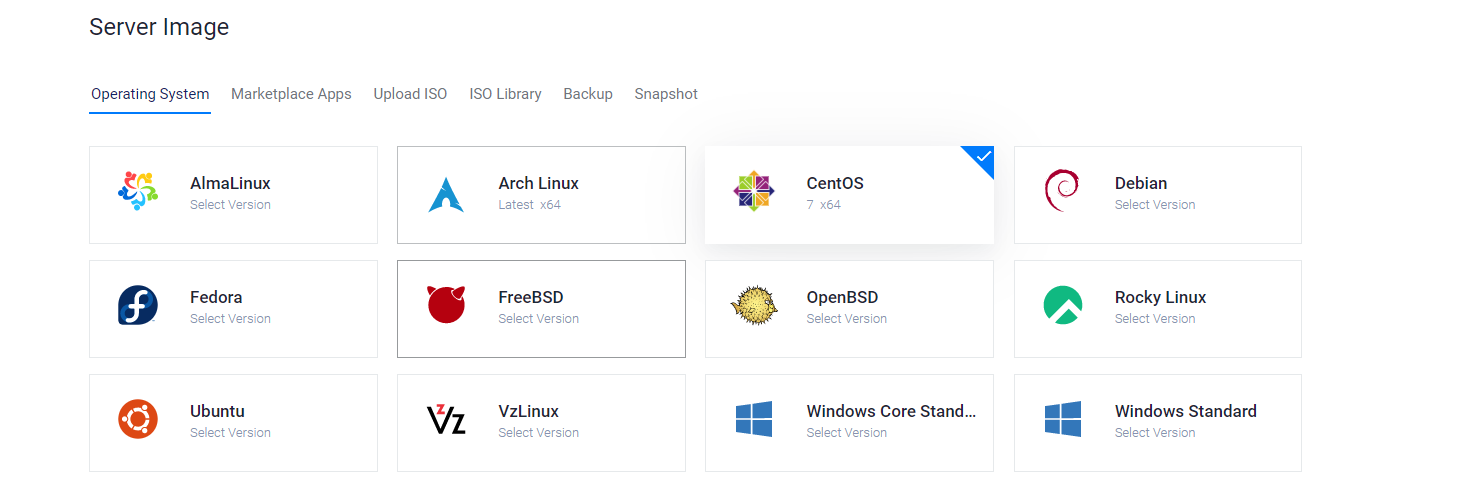 Server Image
Operating System Marketplace Apps Upload ISO ISO Library Backup Snapshot
AlmaLinux
Select Version
Arch Linux
Latest x64
CentOS
7 x64
Debian
Select Version
Fedora
Select Version
FreeBSD
Select Version
OpenBSD
Select Version
Rocky Linux
Select Version
Ubuntu
Select Version
VzLinux
Select Version
Windows Core Stand...
Select Version
Windows Standard
Select Version